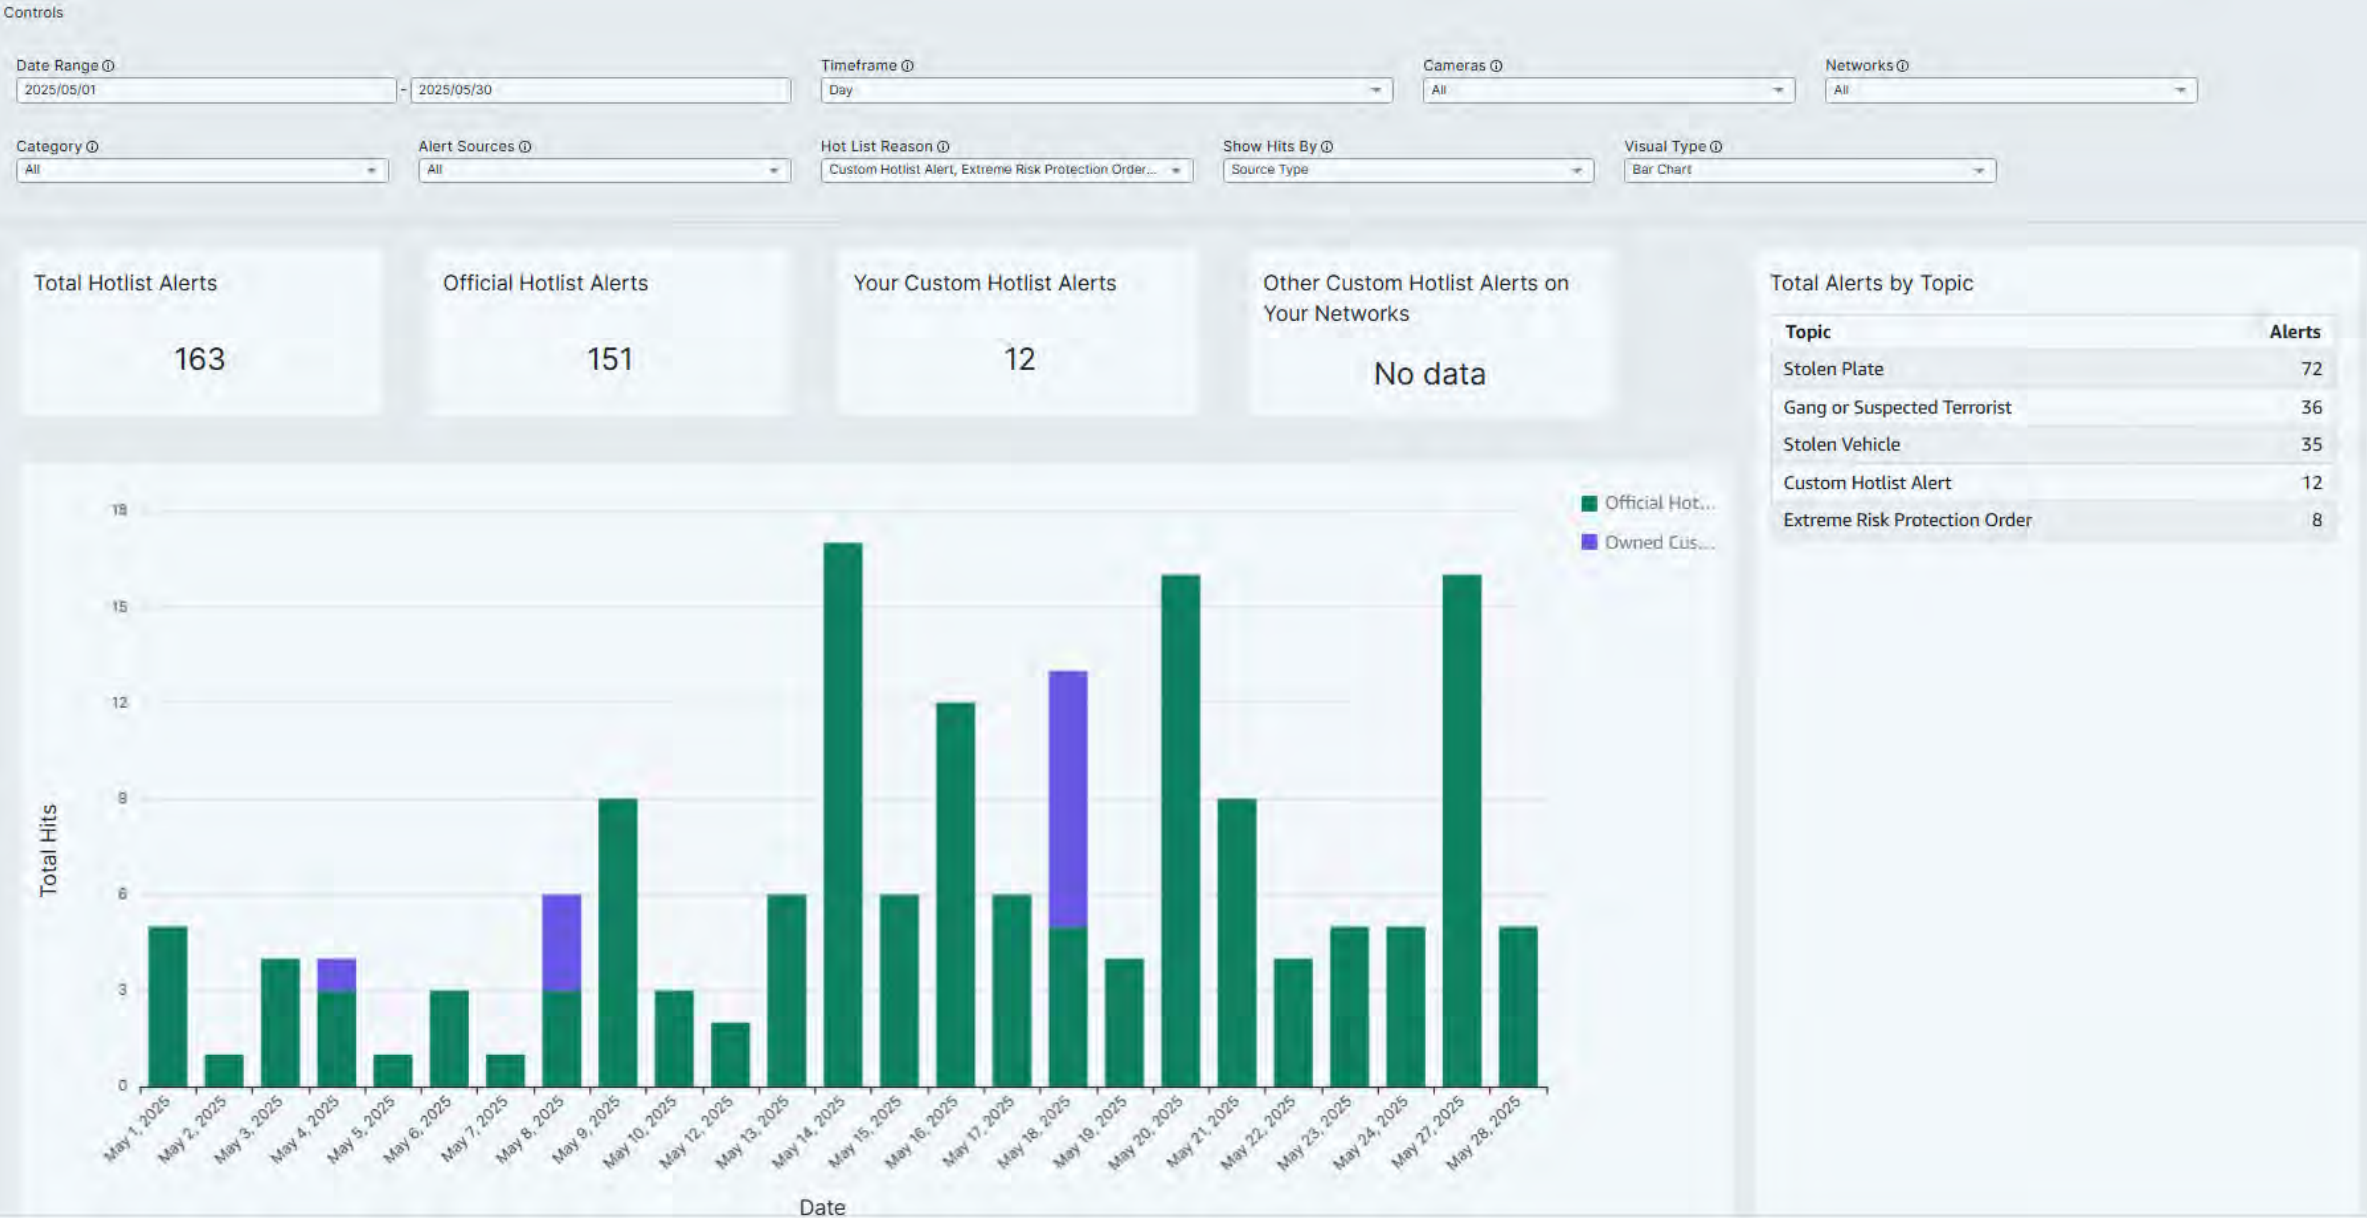 Controls
Date Range
2025/05/01 - 2025/05/30
Timeframe
Day
Cameras
All
Networks
All
Category
All
Alert Sources
All
Hot List Reason
Custom Hotlist Alert, Extreme Risk Protection Order...
Show Hits By
Source Type
Visual Type
Bar Chart
Total Hotlist Alerts
163
Official Hotlist Alerts
151
Your Custom Hotlist Alerts
12
Other Custom Hotlist Alerts on
Your Networks
No data
Total Alerts by Topic
Topic Alerts
Stolen Plate 72
Gang or Suspected Terrorist 36
Stolen Vehicle 35
Custom Hotlist Alert 12
Extreme Risk Protection Order 8
Official Hot...
Owned Cus...
Total Hits
18
15
12
9
6
3
0
May 1, 2025
May 2, 2025
May 3, 2025
May 4, 2025
May 5, 2025
May 6, 2025
May 7, 2025
May 8, 2025
May 9, 2025
May 10, 2025
May 12, 2025
May 13, 2025
May 14, 2025
May 15, 2025
May 16, 2025
May 17, 2025
May 18, 2025
May 19, 2025
May 20, 2025
May 21, 2025
May 22, 2025
May 23, 2025
May 24, 2025
May 27, 2025
May 28, 2025
Date